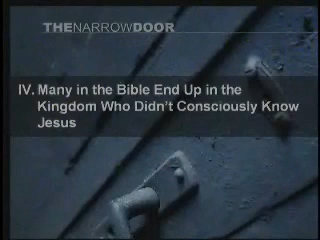 THENARROWDOOR
IV. Many in the Bible End Up in the
Kingdom Who Didn't Consciously Know
Jesus